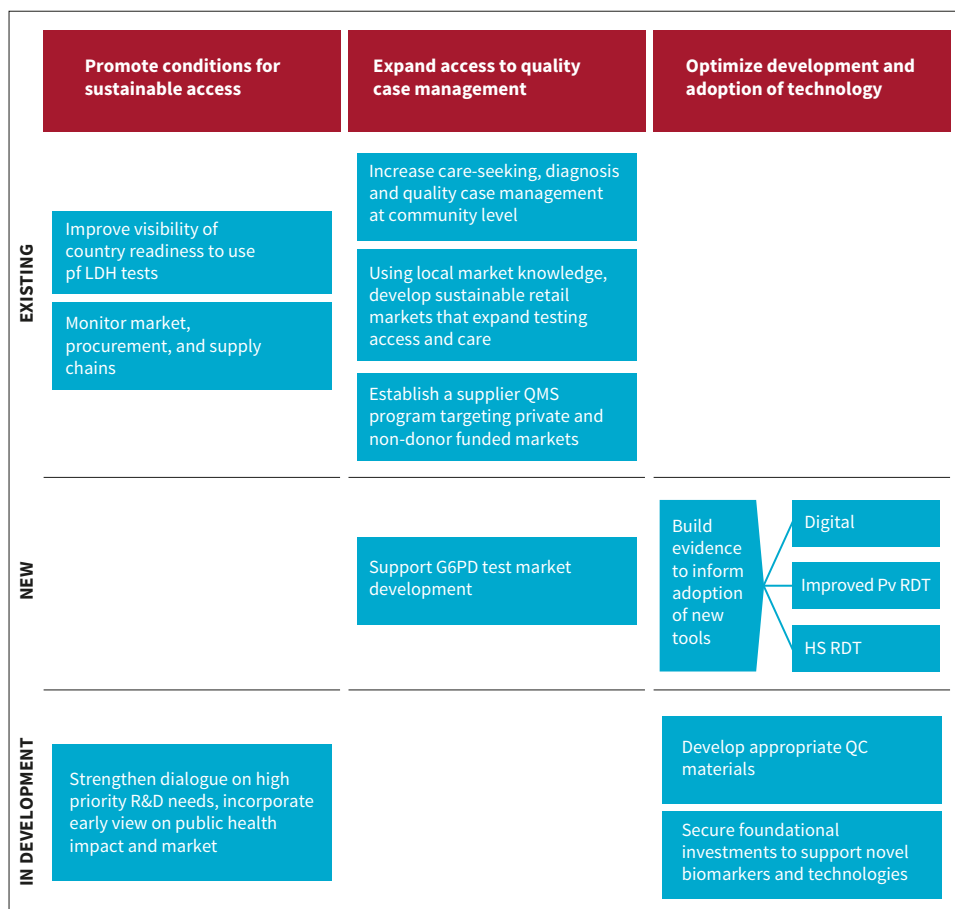 Promote conditions for
sustainable access
Expand access to quality
case management
Optimize development and
adoption of technology
EXISTING
Improve visibility of
country readiness to use
pf LDH tests
Monitor market,
procurement, and supply
chains
Increase care-seeking, diagnosis
and quality case management
at community level
Using local market knowledge,
develop sustainable retail
markets that expand testing
access and care
Establish a supplier QMS
program targeting private and
non-donor funded markets
NEW
Support G6PD test market
development
Build
evidence
to inform
adoption
of new
tools
Digital
Improved Pv RDT
HS RDT
IN DEVELOPMENT
Strengthen dialogue on high
priority R&D needs, incorporate
early view on public health
impact and market
Develop appropriate QC
materials
Secure foundational
investments to support novel
biomarkers and technologies